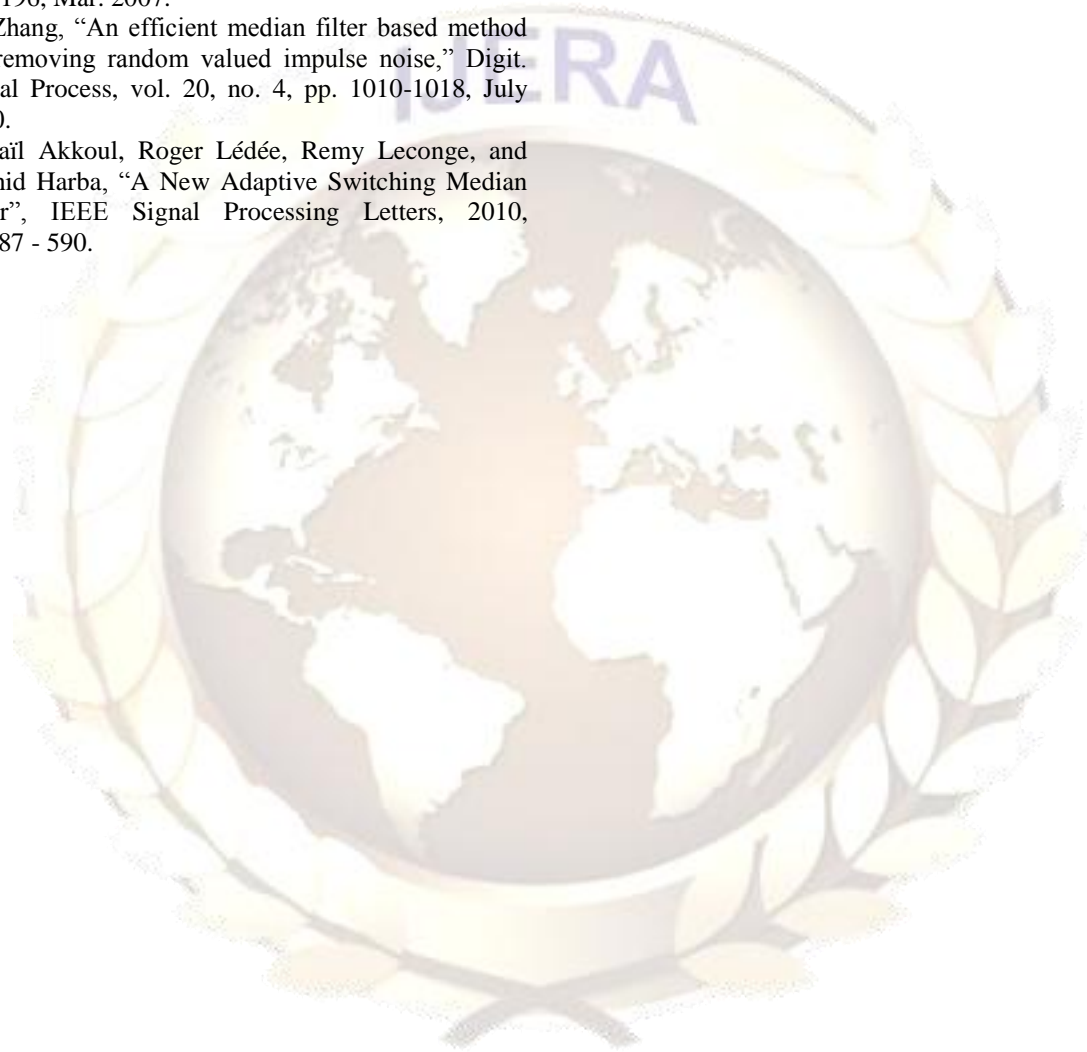 196, Mar. 2007.
Zhang, “An efficient median filter based method
removing random valued impulse noise,” Digit.
al Process, vol. 20, no. 4, pp. 1010-1018, July
0.
aïl Akkoul, Roger Lédée, Remy Leconge, and
nid Harba, “A New Adaptive Switching Median
r”, IEEE Signal Processing Letters, 2010,
87 - 590.
IJERA